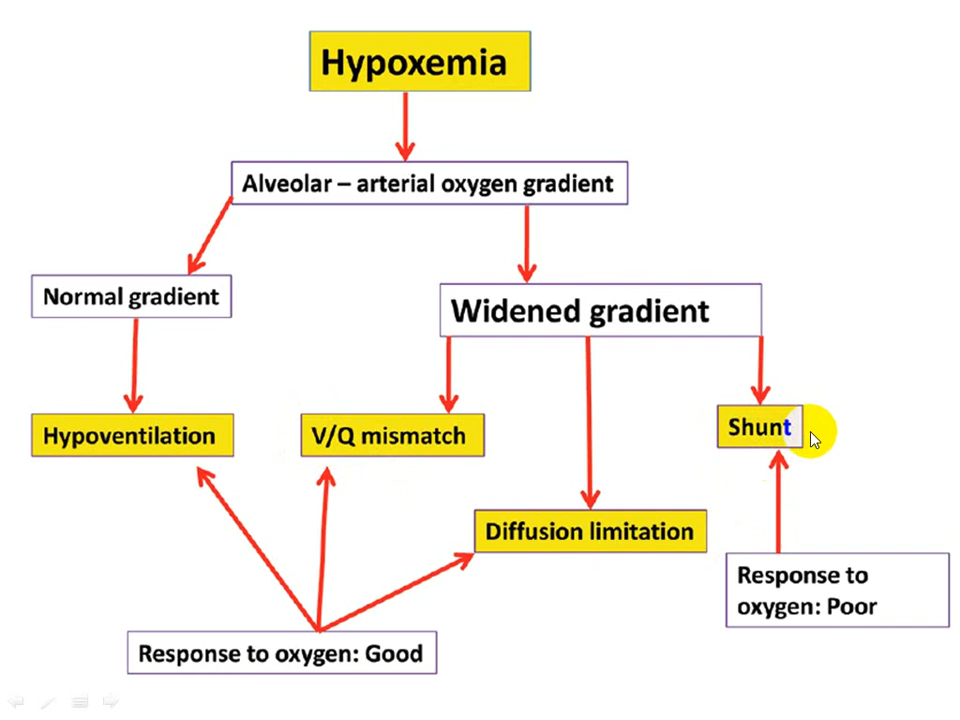 Hypoxemia
Alveolar – arterial oxygen gradient
Normal gradient
Widened gradient
Hypoventilation
V/Q mismatch
Shunt
Diffusion limitation
Response to
oxygen: Poor
Response to oxygen: Good